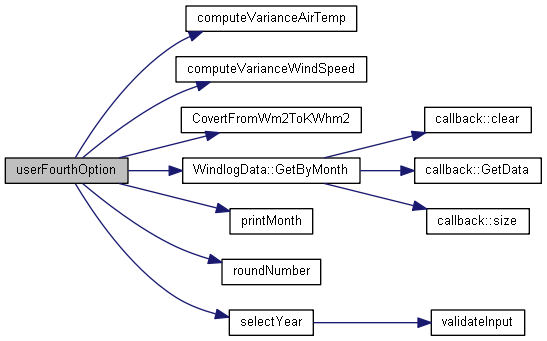 computeVarianceAirTemp
computeVarianceWindSpeed
CovertFromWm2ToKWhm2
callback::clear
userFourthOption
WindlogData::GetByMonth
callback::GetData
printMonth
callback::size
roundNumber
selectYear
validateInput